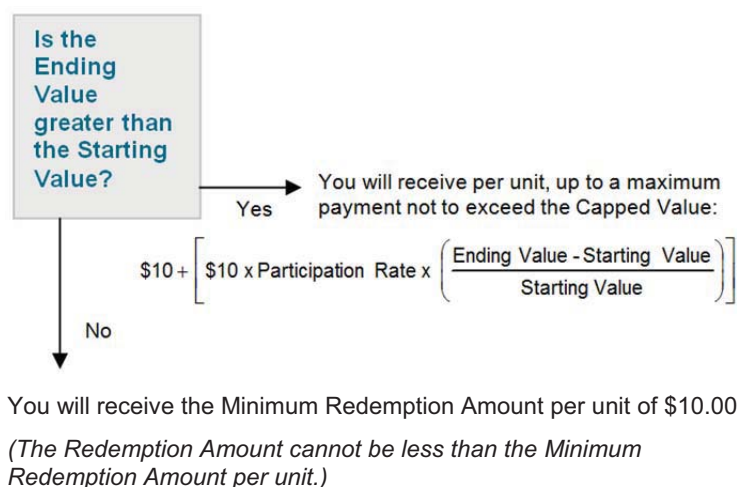 Is the
Ending
Value
greater than
the Starting
Value?
Yes
You will receive per unit, up to a maximum
payment not to exceed the Capped Value:
$10 + [ $10 x Participation Rate x ( Ending Value - Starting Value
Starting Value ) ]
No
You will receive the Minimum Redemption Amount per unit of $10.00
(The Redemption Amount cannot be less than the Minimum
Redemption Amount per unit.)